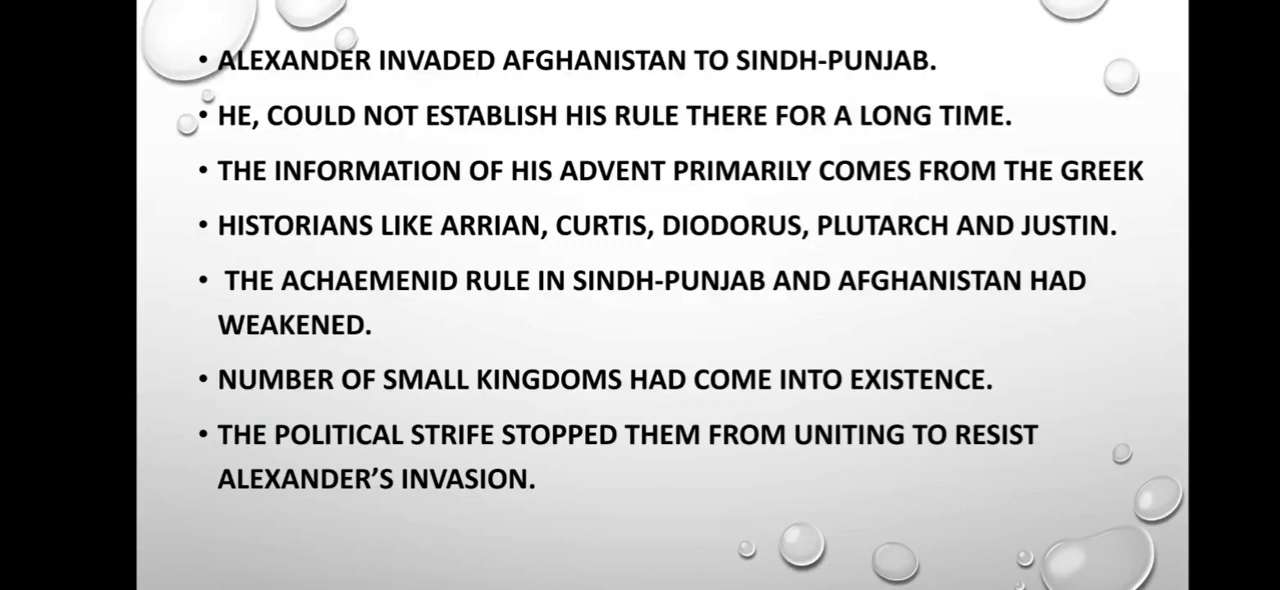 • ALEXANDER INVADED AFGHANISTAN TO SINDH-PUNJAB.
• HE, COULD NOT ESTABLISH HIS RULE THERE FOR A LONG TIME.
• THE INFORMATION OF HIS ADVENT PRIMARILY COMES FROM THE GREEK
• HISTORIANS LIKE ARRIAN, CURTIS, DIODORUS, PLUTARCH AND JUSTIN.
• THE ACHAEMENID RULE IN SINDH-PUNJAB AND AFGHANISTAN HAD
WEAKENED.
• NUMBER OF SMALL KINGDOMS HAD COME INTO EXISTENCE.
• THE POLITICAL STRIFE STOPPED THEM FROM UNITING TO RESIST
ALEXANDER’S INVASION.